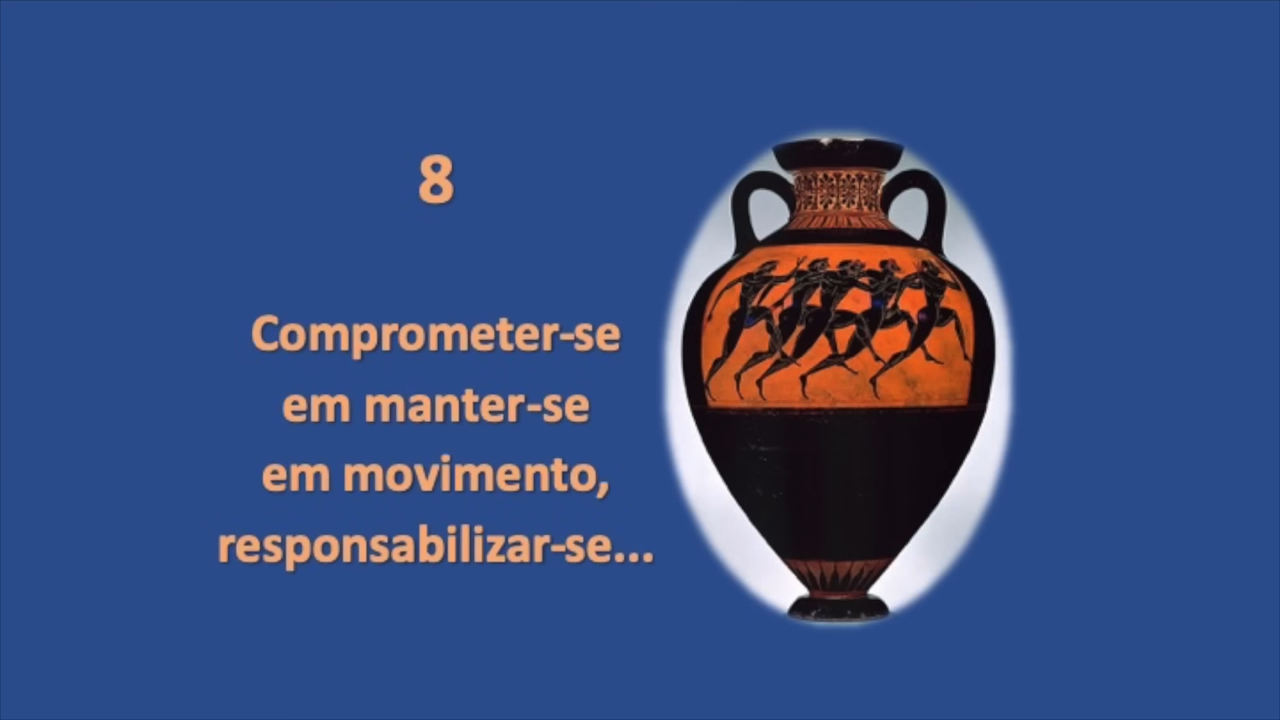 8
Comprometer-se
em manter-se
em movimento,
responsabilizar-se...